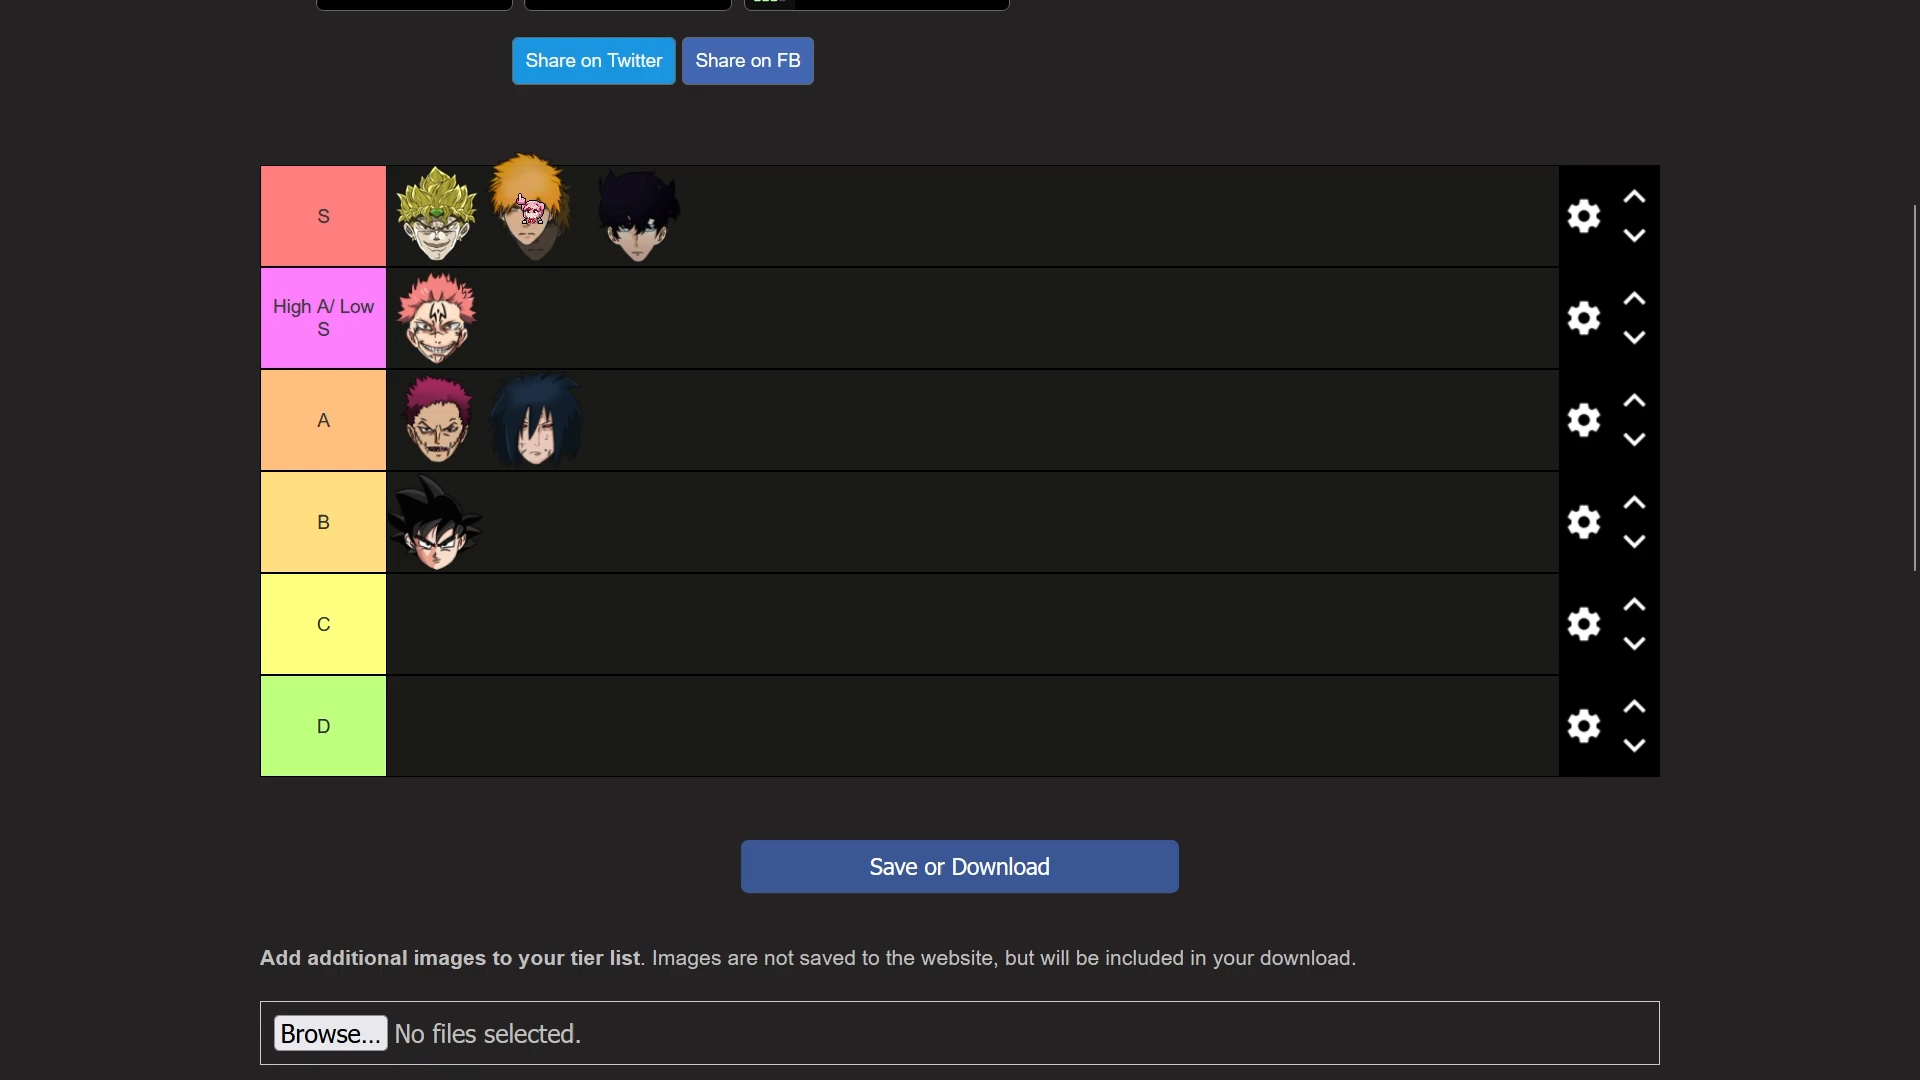 Share on Twitter
Share on FB
S
High A/ Low
S
A
B
C
D
Save or Download
Add additional images to your tier list. Images are not saved to the website, but will be included in your download.
Browse... No files selected.